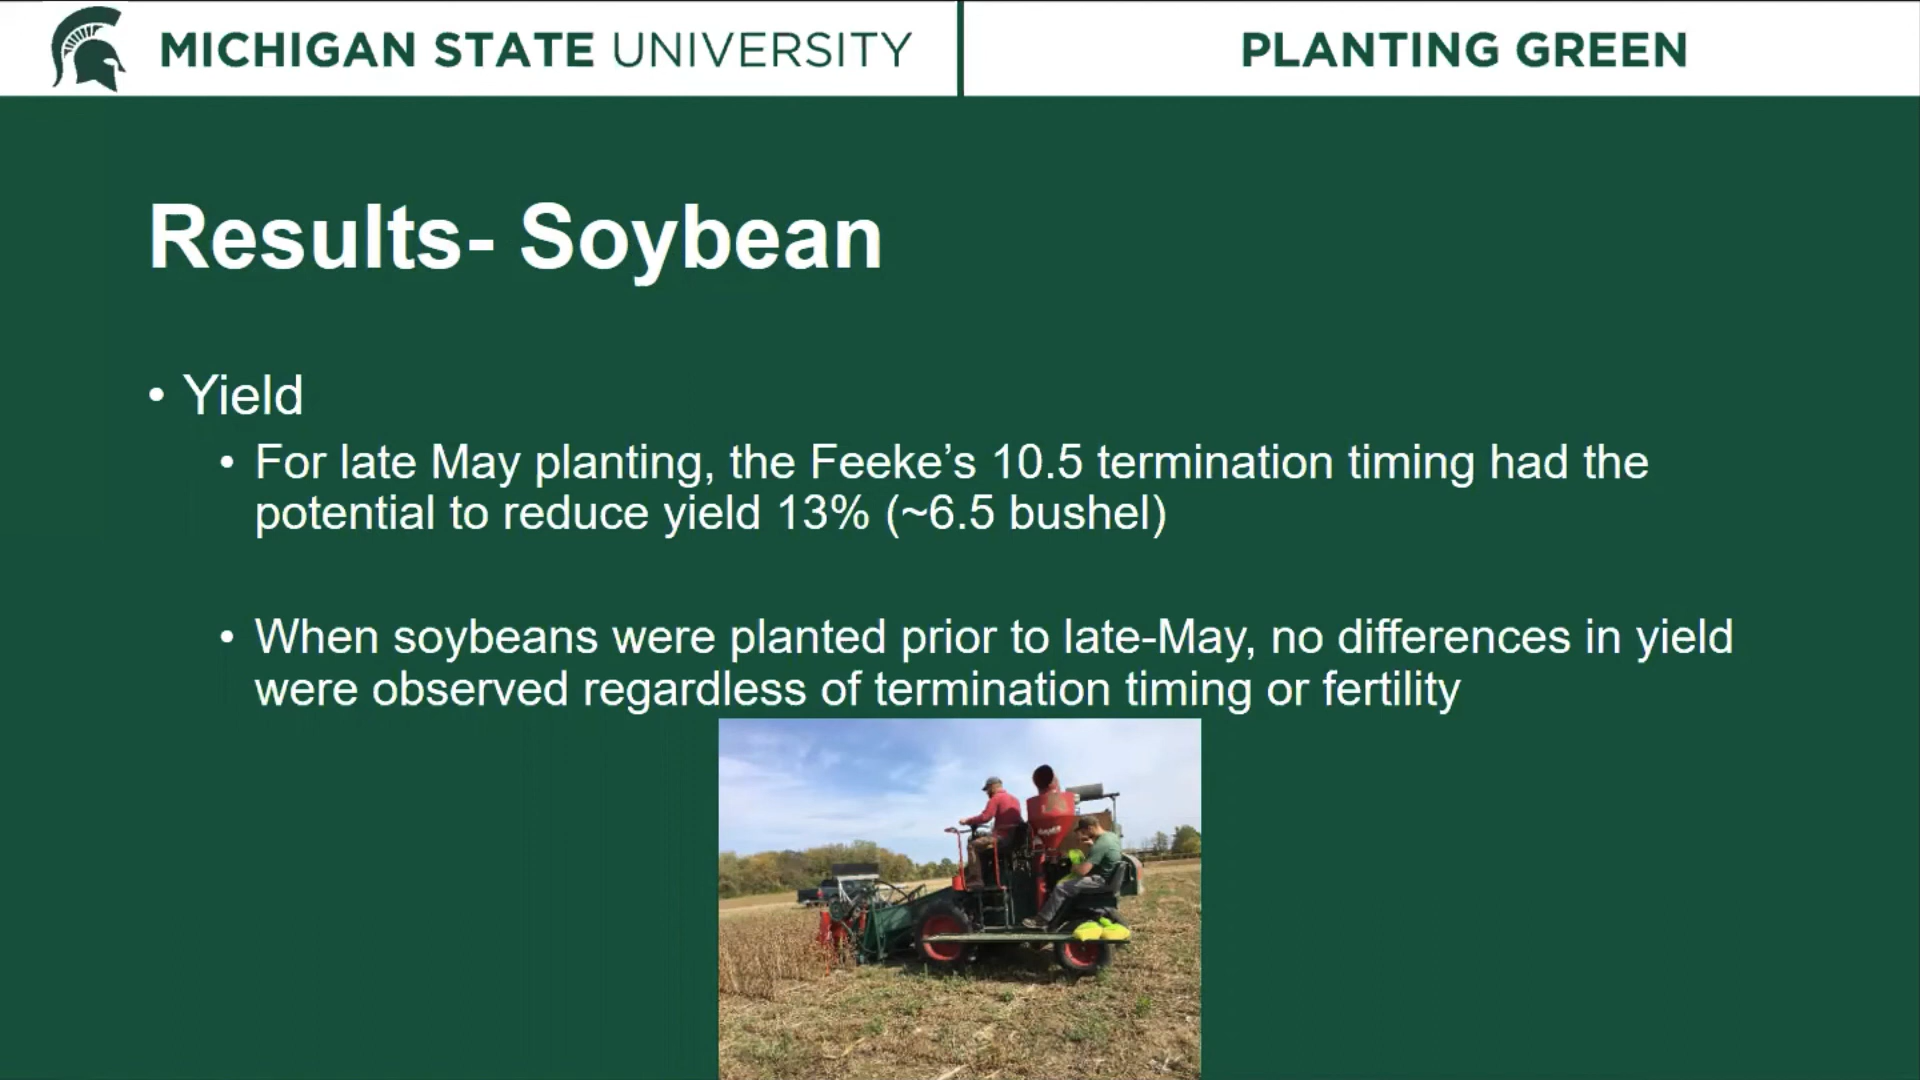 MICHIGAN STATE UNIVERSITY
PLANTING GREEN
Results- Soybean
• Yield
• For late May planting, the Feeke’s 10.5 termination timing had the
potential to reduce yield 13% (~6.5 bushel)
• When soybeans were planted prior to late-May, no differences in yield
were observed regardless of termination timing or fertility